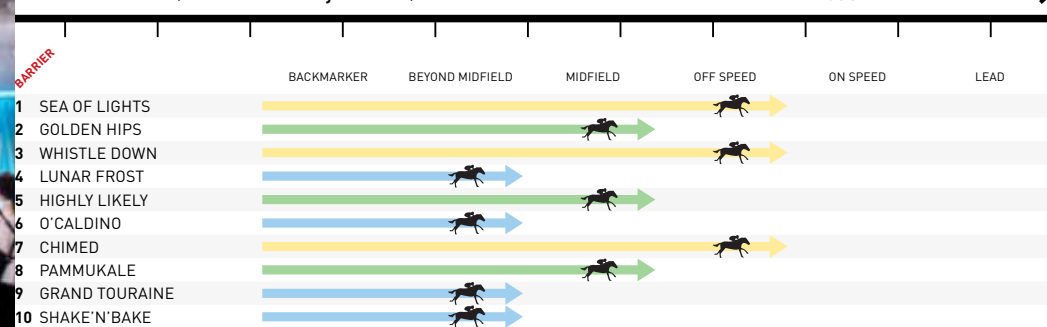 BARRIER
BACKMARKER BEYOND MIDFIELD MIDFIELD OFF SPEED ON SPEED LEAD
1 SEA OF LIGHTS
2 GOLDEN HIPS
3 WHISTLE DOWN
4 LUNAR FROST
5 HIGHLY LIKELY
6 O'CALDINO
7 CHIMED
8 PAMMUKALE
9 GRAND TOURAINE
10 SHAKE'N'BAKE